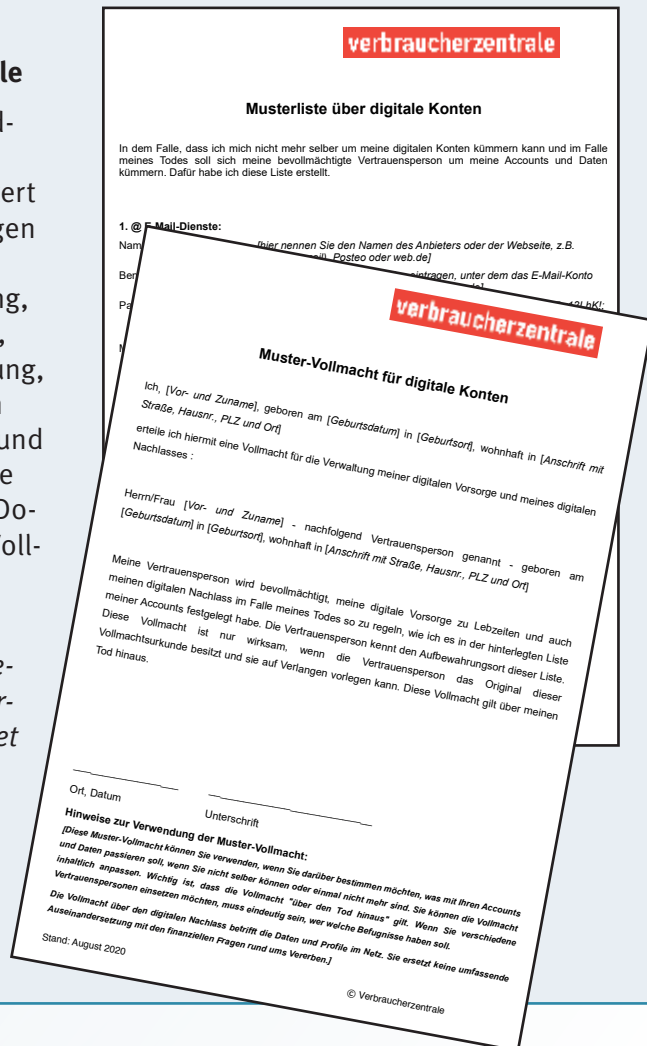 le
d-
ert
gen
ng,
,
ung,
n
und
e
Do-
oll-
e-
r-
et
verbraucherzentrale
Musterliste über digitale Konten
In dem Falle, dass ich mich nicht mehr selber um meine digitalen Konten kümmern kann und im Falle
meines Todes soll sich meine bevollmächtigte Vertrauensperson um meine Accounts und Daten
kümmern. Dafür habe ich diese Liste erstellt.
1. @ E-Mail-Dienste:
[hier nennen Sie den Namen des Anbieters oder der Webseite, z.B.
Posteo oder web.de]
eintragen, unter dem das E-Mail-Konto
verbraucherzentrale
Muster-Vollmacht für digitale Konten
Ich, [Vor- und Zuname], geboren am [Geburtsdatum] in [Geburtsort], wohnhaft in [Anschrift mit
Straße, Hausnr., PLZ und Ort]
erteile ich hiermit eine Vollmacht für die Verwaltung meiner digitalen Vorsorge und meines digitalen
Nachlasses :
Herrn/Frau [Vor- und Zuname] - nachfolgend Vertrauensperson genannt - geboren am
[Geburtsdatum] in [Geburtsort], wohnhaft in [Anschrift mit Straße, Hausnr., PLZ und Ort]
Meine Vertrauensperson wird bevollmächtigt, meine digitale Vorsorge zu Lebzeiten und auch
meinen digitalen Nachlass im Falle meines Todes so zu regeln, wie ich es in der hinterlegten Liste
meiner Accounts festgelegt habe. Die Vertrauensperson kennt den Aufbewahrungsort dieser Liste.
Diese Vollmacht ist nur wirksam, wenn die Vertrauensperson das Original dieser
Vollmachtsurkunde besitzt und sie auf Verlangen vorlegen kann. Diese Vollmacht gilt über meinen
Tod hinaus.
Ort, Datum
Unterschrift
Hinweise zur Verwendung der Muster-Vollmacht:
[Diese Muster-Vollmacht können Sie verwenden, wenn Sie darüber bestimmen möchten, was mit Ihren Accounts
und Daten passieren soll, wenn Sie nicht selber können oder einmal nicht mehr sind. Sie können die Vollmacht
inhaltlich anpassen. Wichtig ist, dass die Vollmacht "über den Tod hinaus" gilt. Wenn Sie verschiedene
Vertrauenspersonen einsetzen möchten, muss eindeutig sein, wer welche Befugnisse haben soll.
Die Vollmacht über den digitalen Nachlass betrifft die Daten und Profile im Netz. Sie ersetzt keine umfassende
Auseinandersetzung mit den finanziellen Fragen rund ums Vererben.]
Stand: August 2020
© Verbraucherzentrale